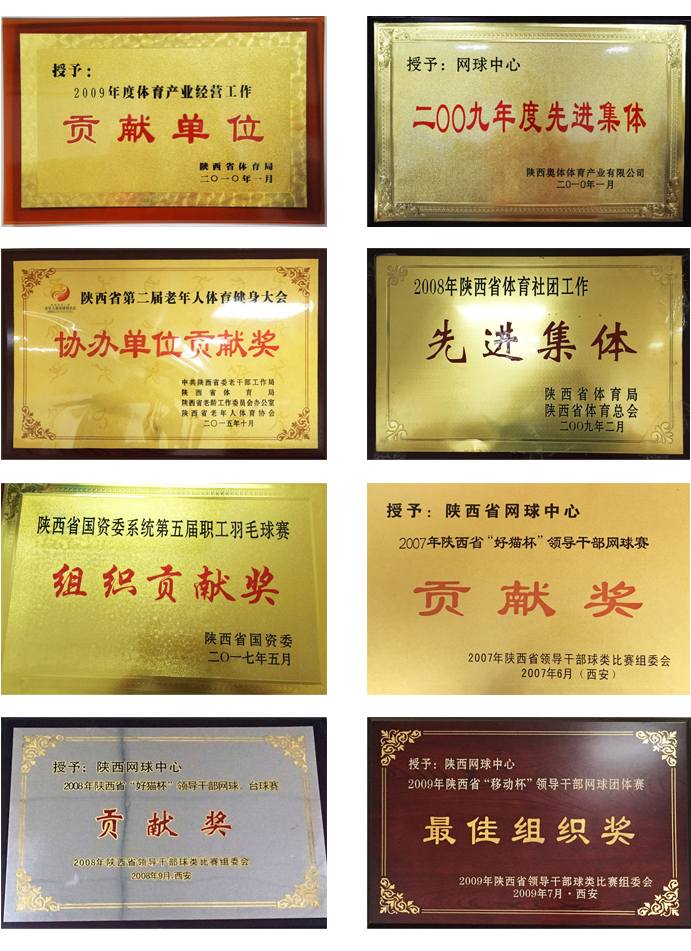 授予：
2009年度体育产业经营工作
贡献单位
陕西省体育局
二〇一〇年一月
授予：网球中心
二〇〇九年度先进集体
陕西奥体体育产业有限公司
二〇一〇年一月
陕西省第二届老年人体育健身大会
协办单位贡献奖
中共陕西省委老干部工作局
陕西省体育局
陕西省老龄工作委员会办公室
陕西省老年人体育协会
二〇一五年十月
2008年陕西省体育社团工作
先进集体
陕西省体育局
陕西省体育总会
二〇〇九年二月
陕西省国资委系统第五届职工羽毛球赛
组织贡献奖
陕西省国资委
二〇一七年五月
授予：陕西省网球中心
2007年陕西省“好猫杯”领导干部网球赛
贡献奖
2007年陕西省领导干部球类比赛组委会
2007年6月（西安）
授予：陕西网球中心
2008年陕西省“好猫杯”领导干部网球、台球赛
贡献奖
2008年陕西省领导干部球类比赛组委会
2008年9月·西安
授予：陕西网球中心
2009年陕西省“移动杯”领导干部网球团体赛
最佳组织奖
2009年陕西省领导干部球类比赛组委会
2009年7月·西安